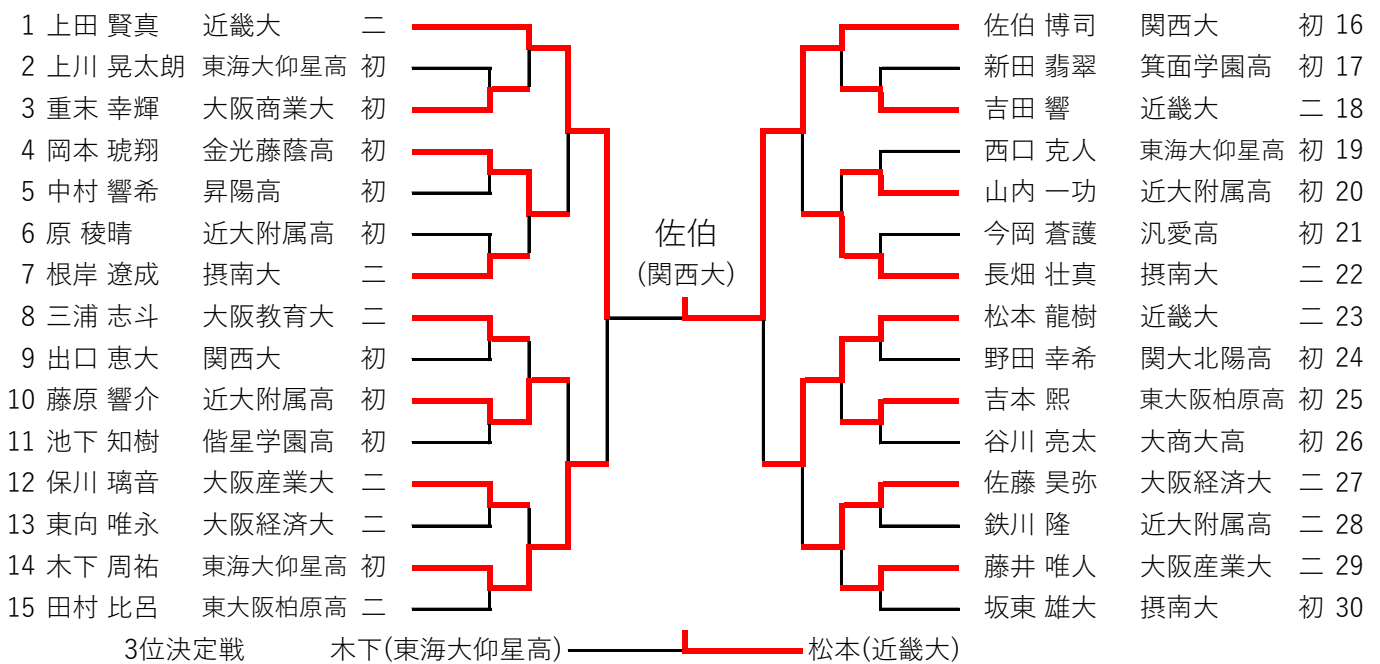 1 上田 賢真 近畿大 二
2 上川 晃太朗 東海大仰星高 初
3 重末 幸輝 大阪商業大 初
4 岡本 琥翔 金光藤蔭高 初
5 中村 響希 昇陽高 初
6 原 稜晴 近大附属高 初
7 根岸 遼成 摂南大 二
8 三浦 志斗 大阪教育大 二
9 出口 恵大 関西大 初
10 藤原 響介 近大附属高 初
11 池下 知樹 偕星学園高 初
12 保川 璃音 大阪産業大 二
13 東向 唯永 大阪経済大 二
14 木下 周祐 東海大仰星高 初
15 田村 比呂 東大阪柏原高 二
佐伯
(関西大)
佐伯 博司 関西大 初 16
新田 翡翠 箕面学園高 初 17
吉田 響 近畿大 二 18
西口 克人 東海大仰星高 初 19
山内 一功 近大附属高 初 20
今岡 蒼護 汎愛高 初 21
長畑 壮真 摂南大 二 22
松本 龍樹 近畿大 二 23
野田 幸希 関大北陽高 初 24
吉本 熙 東大阪柏原高 初 25
谷川 亮太 大商大高 初 26
佐藤 昊弥 大阪経済大 二 27
鉄川 隆 近大附属高 二 28
藤井 唯人 大阪産業大 二 29
坂東 雄大 摂南大 初 30
3位決定戦 木下(東海大仰星高) 松本(近畿大)